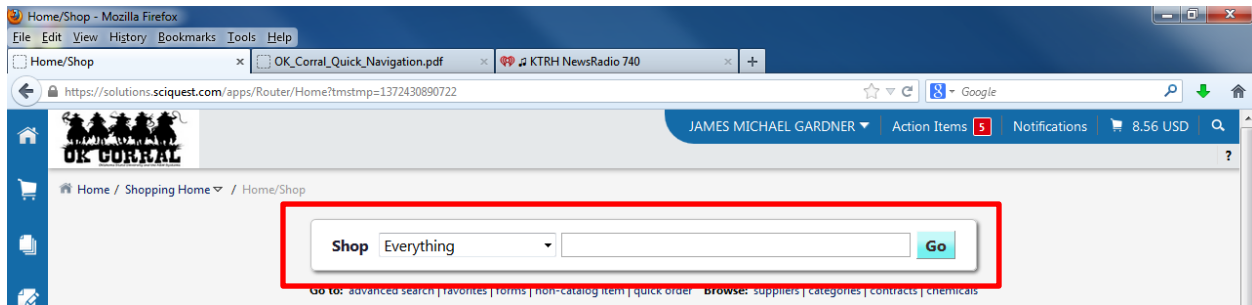 Home/Shop - Mozilla Firefox
File Edit View History Bookmarks Tools Help
Home/Shop × OK_Corral_Quick_Navigation.pdf × ♫ KTRH NewsRadio 740 × +
https://solutions.sciquest.com/apps/Router/Home?tmstmp=1372430890722 8 Google
JAMES MICHAEL GARDNER Action Items 5 Notifications 8.56 USD
OK CORRAL
?
Home / Shopping Home / Home/Shop
Shop Everything Go
Go to: advanced search | favorites | forms | non-catalog item | quick order Browse: suppliers | categories | contracts | chemicals